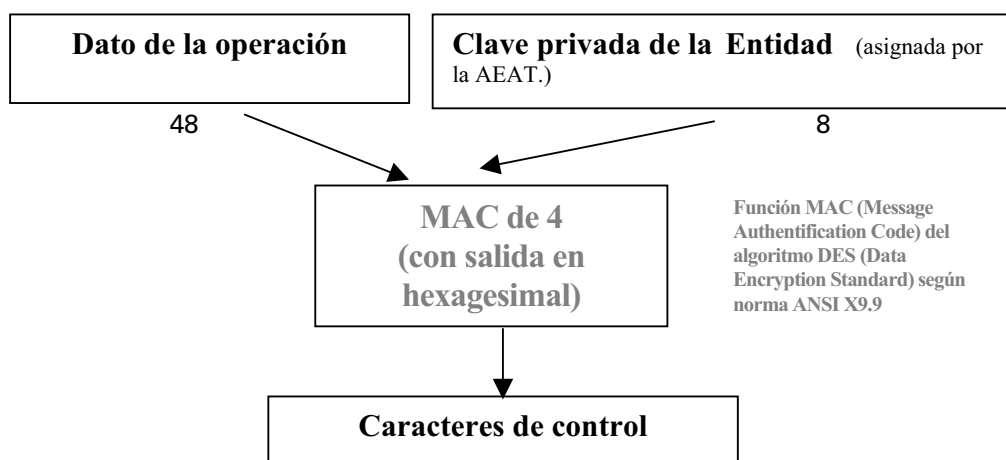 Dato de la operación
Clave privada de la Entidad (asignada por
la AEAT.)
48
8
MAC de 4
(con salida en
hexagesimal)
Función MAC (Message
Authentification Code) del
algoritmo DES (Data
Encryption Standard) según
norma ANSI X9.9
Caracteres de control